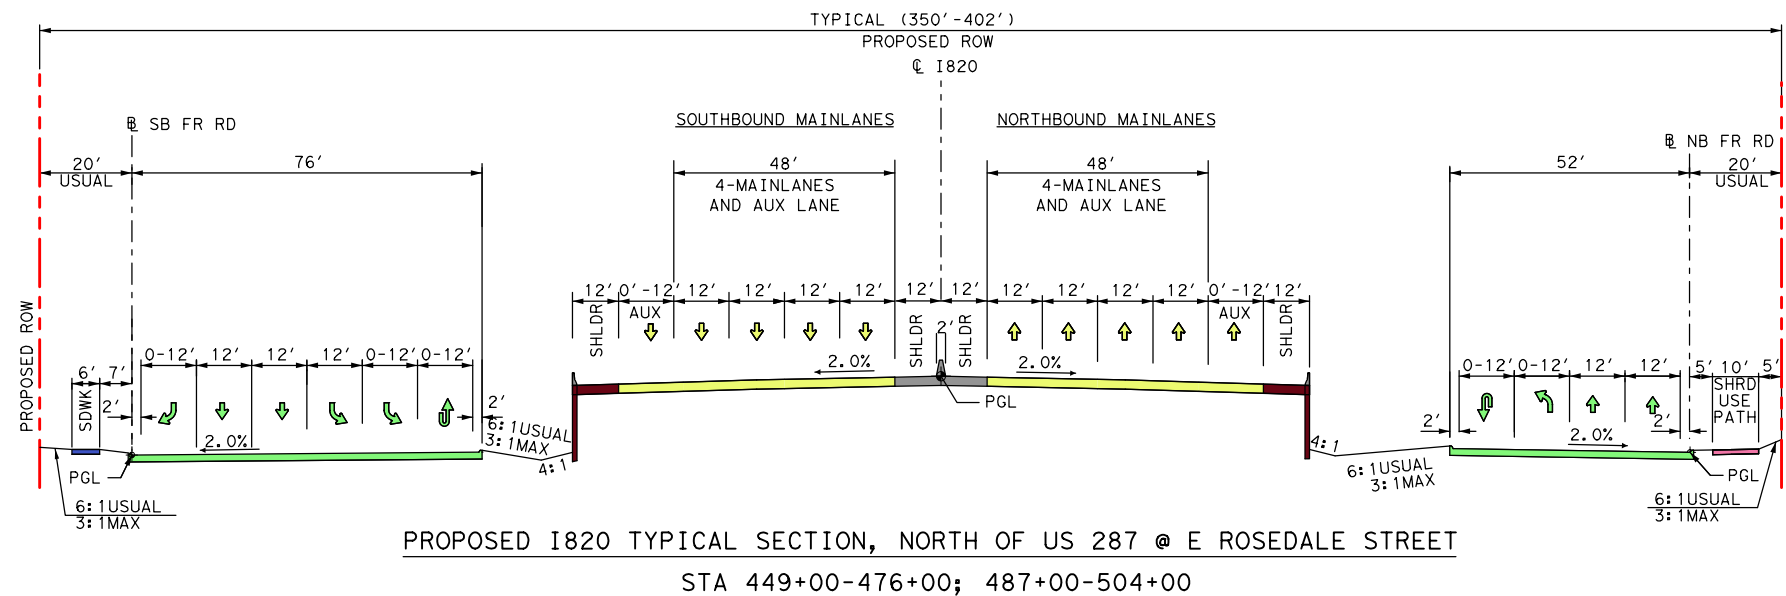 TYPICAL (350'-402')
PROPOSED ROW
℄ I820
SOUTHBOUND MAINLANES
NORTHBOUND MAINLANES
B̲L SB FR RD
B̲L NB FR RD
20'
USUAL
76'
48'
4-MAINLANES
AND AUX LANE
48'
4-MAINLANES
AND AUX LANE
52'
20'
USUAL
12' 0'-12' 12' 12' 12' 12' 12' 12' 12' 12' 12' 12' 0'-12' 12'
SHLDR
AUX
SHLDR
2'
SHLDR
AUX
SHLDR
PROPOSED ROW
0-12' 12' 12' 12' 0-12' 0-12'
6' 7'
SDWK
2'
2'
2.0%
2.0%
2.0%
PGL
0-12' 0-12' 12' 12'
5' 10' 5'
SHRD
USE
PATH
2'
2'
2.0%
6:1USUAL
3:1MAX
4:1
4:1
6:1USUAL
3:1MAX
PGL
PGL
6:1USUAL
3:1MAX
6:1USUAL
3:1MAX
PROPOSED I820 TYPICAL SECTION, NORTH OF US 287 @ E ROSEDALE STREET
STA 449+00-476+00; 487+00-504+00